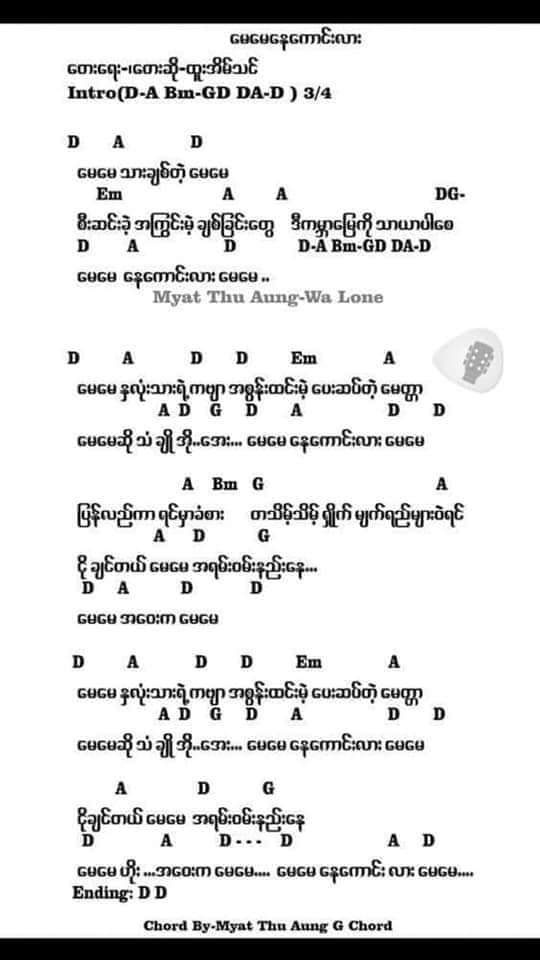 မေမေနေကောင်းလား
တေးရေး-၊တေးဆို-ထူးအိမ်သင်
Intro(D-A Bm-GD DA-D ) 3/4
D A D
မေမေ သားချစ်တဲ့ မေမေ
Em A A DG-
စီးဆင်းခဲ့ အကြွင်းမဲ့ ချစ်ခြင်းတွေ ဒီကမ္ဘာမြေကို သာယာပါစေ
D A D D-A Bm-GD DA-D
မေမေ နေကောင်းလား မေမေ ..
Myat Thu Aung-Wa Lone
D A D D Em A
မေမေ နှလုံးသားရဲ့ကဗျာ အစွန်းထင်းမဲ့ ပေးဆပ်တဲ့ မေတ္တာ
A D G D A D D
မေမေဆို သံ ချို အို..အေး... မေမေ နေကောင်းလား မေမေ
A Bm G A
ပြန်လည်ကာ ရင်မှာခံစား တသိမ့်သိမ့် ရှိုက် မျက်ရည်များဝဲရင်
A D G
ငို ချင်တယ် မေမေ အရမ်းဝမ်းနည်းနေ...
D A D D
မေမေ အဝေးက မေမေ
D A D D Em A
မေမေ နှလုံးသားရဲ့ကဗျာ အစွန်းထင်းမဲ့ ပေးဆပ်တဲ့ မေတ္တာ
A D G D A D D
မေမေဆို သံ ချို အို..အေး... မေမေ နေကောင်းလား မေမေ
A D G
ငိုချင်တယ် မေမေ အရမ်းဝမ်းနည်းနေ
D A D - - - D A D
မေမေ ဟိုး ...အဝေးက မေမေ.... မေမေ နေကောင်း လား မေမေ....
Ending: D D
Chord By-Myat Thu Aung G Chord